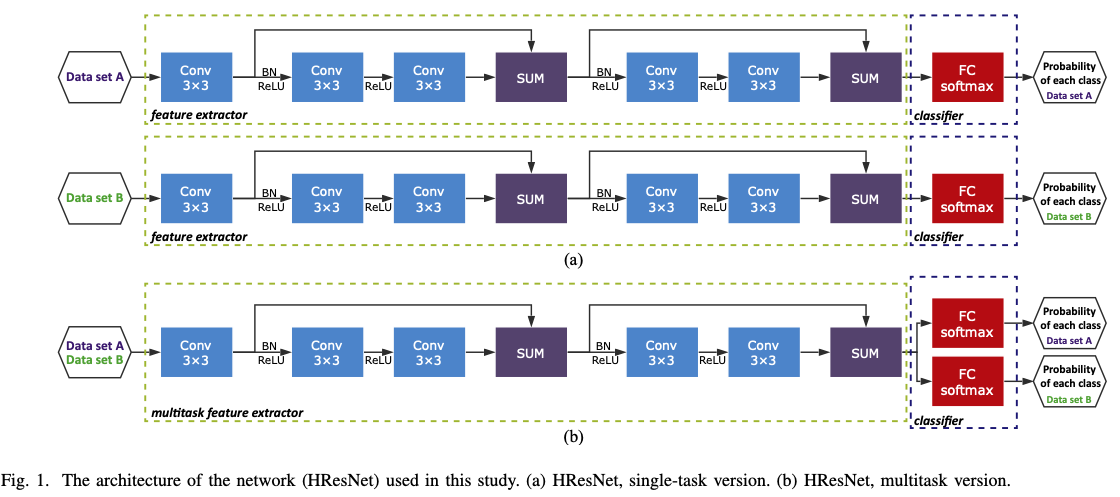 Data set A
Conv
3×3
BN
ReLU
Conv
3×3
ReLU
Conv
3×3
SUM
BN
ReLU
Conv
3×3
ReLU
Conv
3×3
SUM
FC
softmax
Probability
of each class
Data set A
feature extractor
classifier
Data set B
Conv
3×3
BN
ReLU
Conv
3×3
ReLU
Conv
3×3
SUM
BN
ReLU
Conv
3×3
ReLU
Conv
3×3
SUM
FC
softmax
Probability
of each class
Data set B
feature extractor
classifier
(a)
Data set A
Data set B
Conv
3×3
BN
ReLU
Conv
3×3
ReLU
Conv
3×3
SUM
BN
ReLU
Conv
3×3
ReLU
Conv
3×3
SUM
FC
softmax
Probability
of each class
Data set A
FC
softmax
Probability
of each class
Data set B
multitask feature extractor
classifier
(b)
Fig. 1. The architecture of the network (HResNet) used in this study. (a) HResNet, single-task version. (b) HResNet, multitask version.